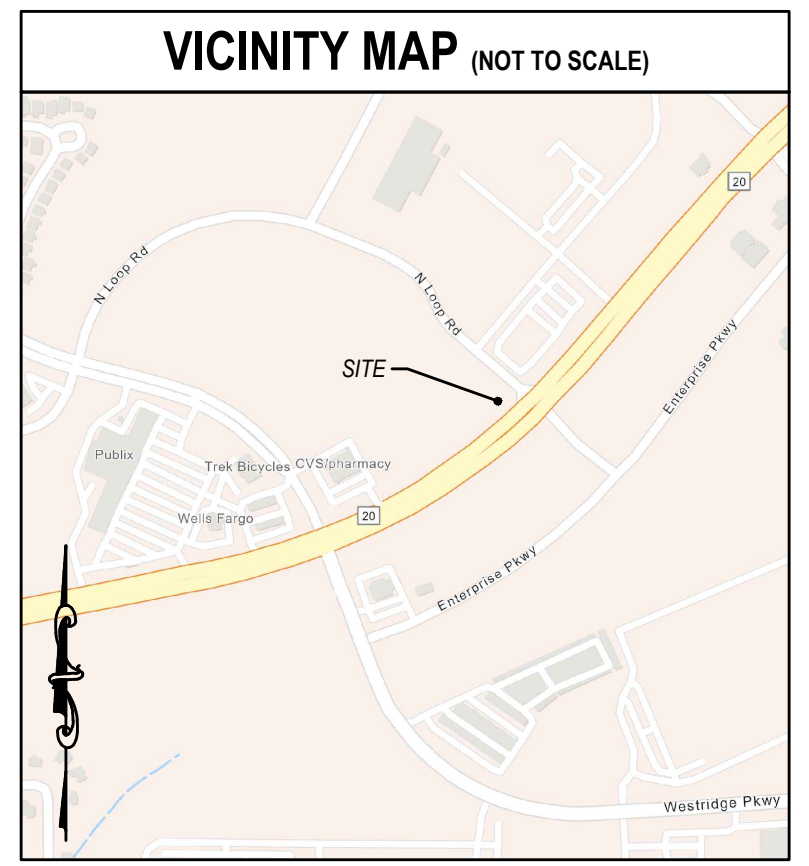 VICINITY MAP (NOT TO SCALE)
20
N Loop Rd
N Loop Rd
Enterprise Pkwy
SITE
Publix
Trek Bicycles CVS/pharmacy
Wells Fargo
20
Enterprise Pkwy
Westridge Pkwy